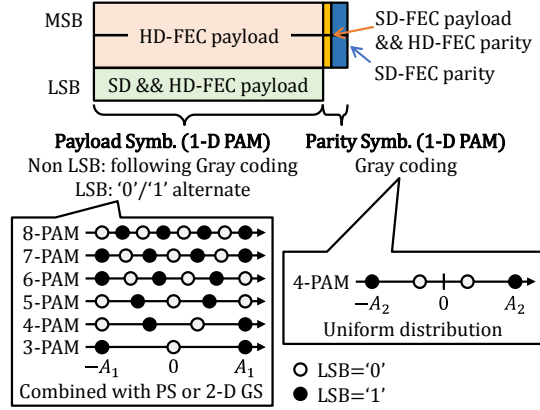 MSB
LSB
HD-FEC payload
SD && HD-FEC payload
SD-FEC payload
&& HD-FEC parity
SD-FEC parity
Payload Symb. (1-D PAM)
Non LSB: following Gray coding
LSB: '0'/'1' alternate
Parity Symb. (1-D PAM)
Gray coding
8-PAM
7-PAM
6-PAM
5-PAM
4-PAM
3-PAM
−A₁ 0 A₁
Combined with PS or 2-D GS
4-PAM
−A₂ 0 A₂
Uniform distribution
LSB='0'
LSB='1'